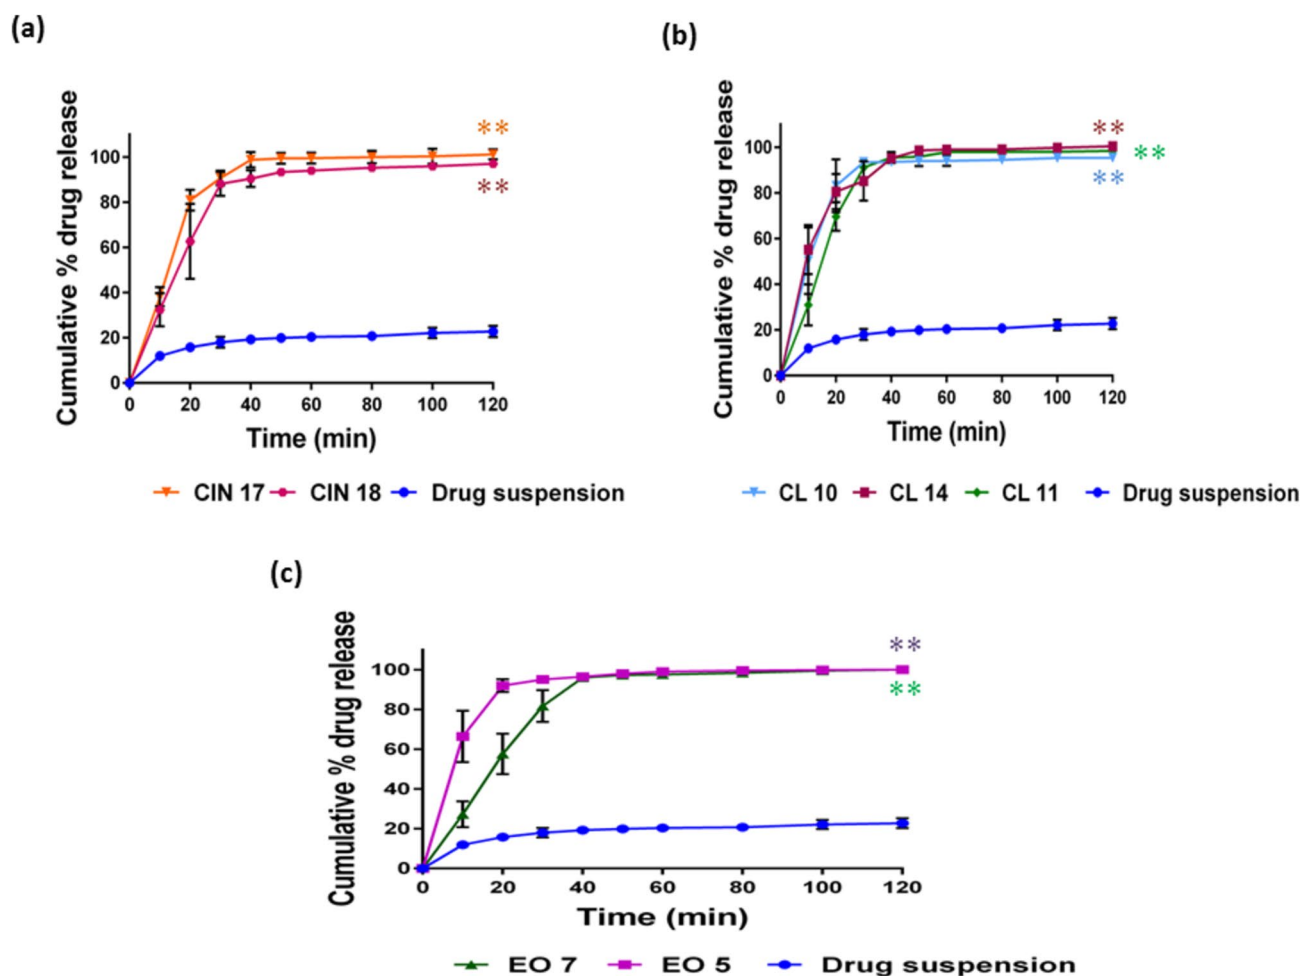 (a)
Cumulative % drug release
100
80
60
40
20
0
**
**
0 20 40 60 80 100 120
Time (min)
CIN 17 CIN 18 Drug suspension
(b)
Cumulative % drug release
100
80
60
40
20
0
**
**
**
0 20 40 60 80 100 120
Time (min)
CL 10 CL 14 CL 11 Drug suspension
(c)
Cumulative % drug release
100
80
60
40
20
0
**
**
0 20 40 60 80 100 120
Time (min)
EO 7 EO 5 Drug suspension